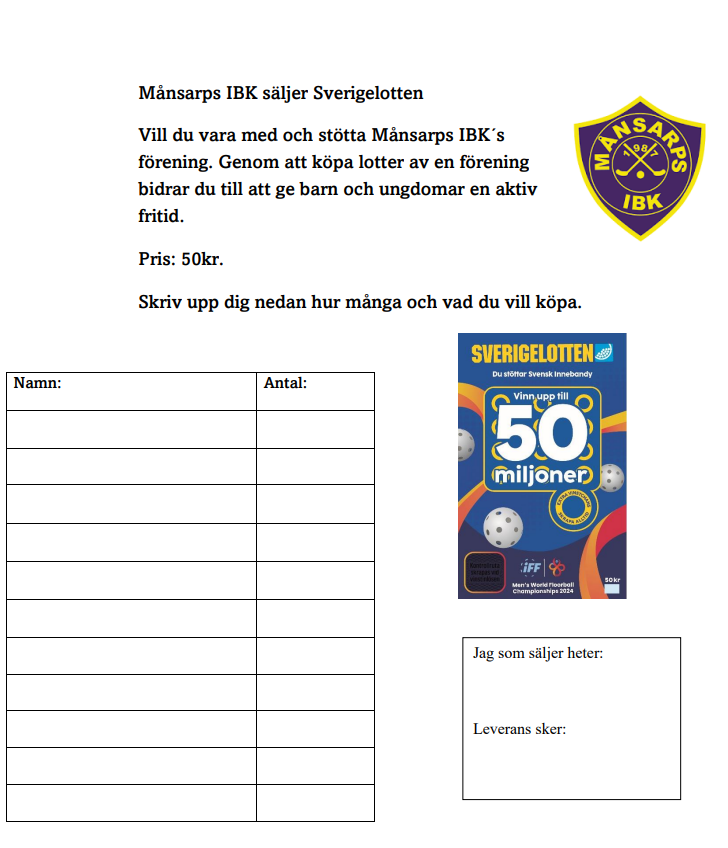 Månsarps IBK säljer Sverigelotten
Vill du vara med och stötta Månsarps IBK´s
förening. Genom att köpa lotter av en förening
bidrar du till att ge barn och ungdomar en aktiv
fritid.
Pris: 50kr.
Skriv upp dig nedan hur många och vad du vill köpa.
MÅNSARPS
1987
IBK
Namn: Antal:
SVERIGELOTTEN
Du stöttar Svensk Innebandy
Vinn upp till
50
miljoner
IFF
Men's World Floorball
Championships 2024
50 kr
Jag som säljer heter:
Leverans sker: